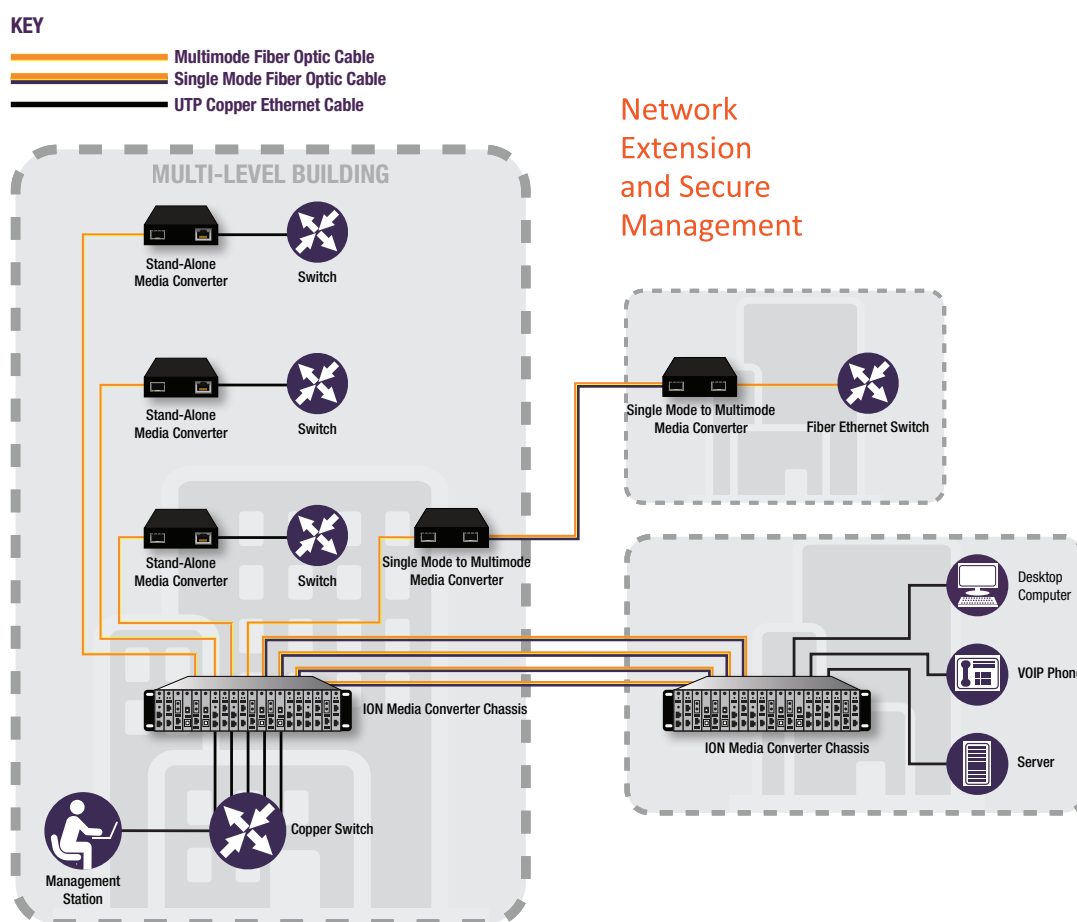 KEY
Multimode Fiber Optic Cable
Single Mode Fiber Optic Cable
UTP Copper Ethernet Cable
Network
Extension
and Secure
Management
MULTI-LEVEL BUILDING
Stand-Alone
Media Converter
Switch
Stand-Alone
Media Converter
Switch
Stand-Alone
Media Converter
Switch
Single Mode to Multimode
Media Converter
Single Mode to Multimode
Media Converter
Fiber Ethernet Switch
ION Media Converter Chassis
Copper Switch
Management
Station
Desktop
Computer
VOIP Phone
Server
ION Media Converter Chassis